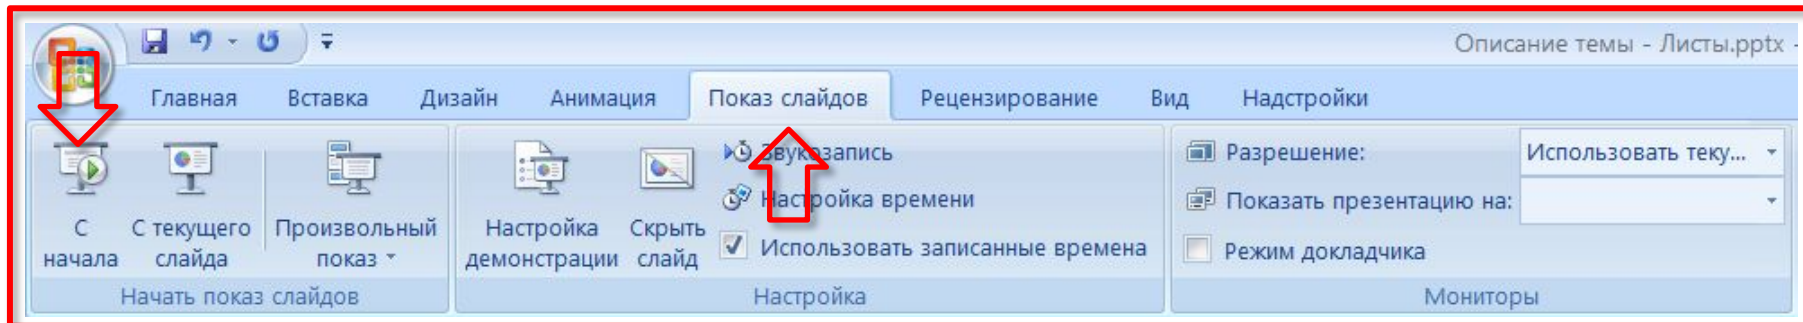 Описание темы - Листы.pptx -
Главная Вставка Дизайн Анимация Показ слайдов Рецензирование Вид Надстройки
С начала
С текущего слайда
Произвольный показ
Начать показ слайдов
Настройка демонстрации
Скрыть слайд
Звукозапись
Настройка времени
Использовать записанные времена
Настройка
Разрешение: Использовать теку...
Показать презентацию на:
Режим докладчика
Мониторы